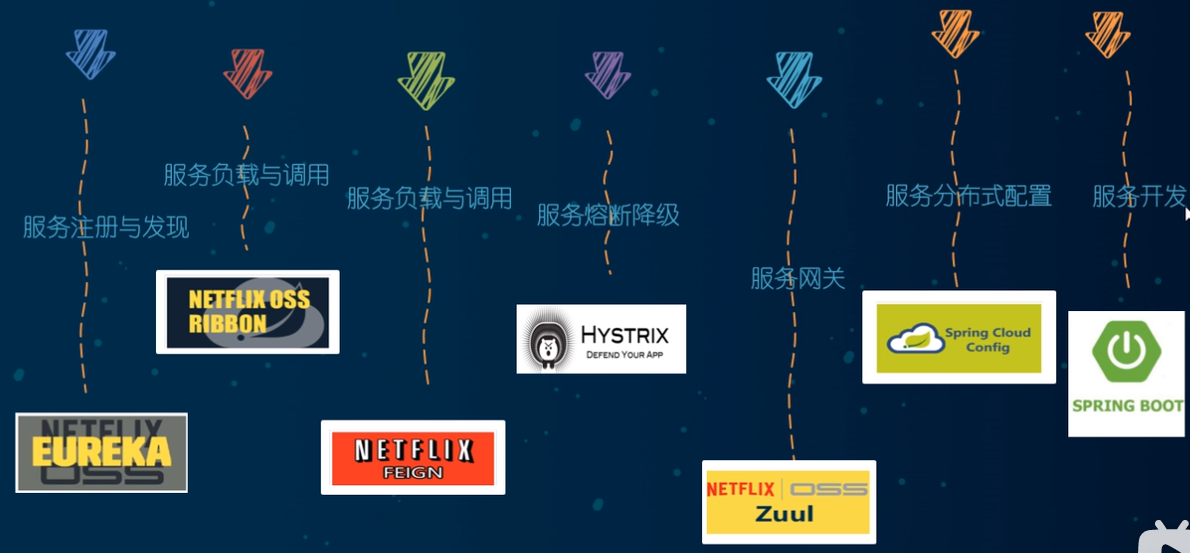 服务注册与发现
服务负载与调用
服务负载与调用
服务熔断降级
服务网关
服务分布式配置
服务开发
NETFLIX OSS
EUREKA
NETFLIX OSS
RIBBON
NETFLIX
FEIGN
HYSTRIX
DEFEND YOUR APP
NETFLIX | OSS
Zuul
Spring Cloud
Config
SPRING BOOT